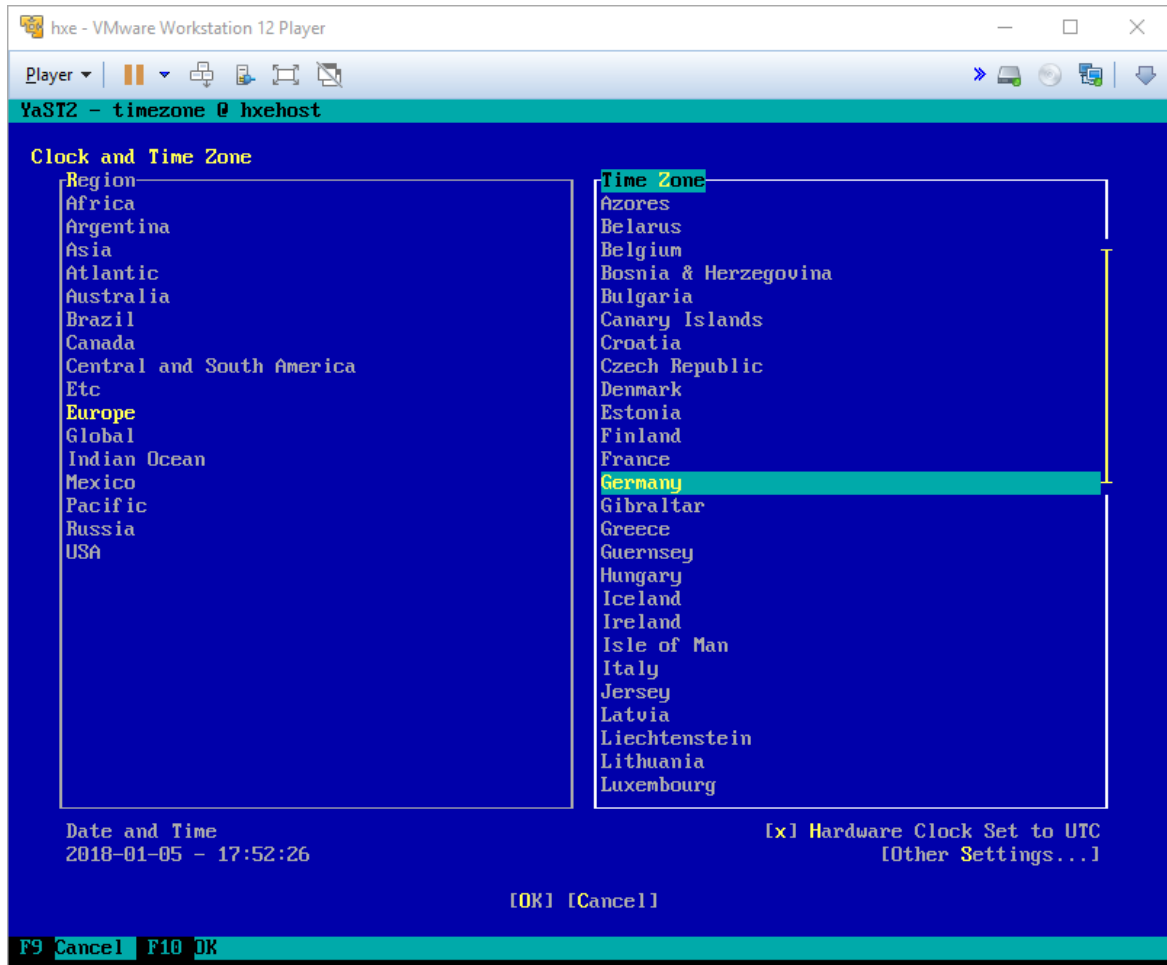 hxe - VMware Workstation 12 Player
Player
YaST2 - timezone @ hxehost
Clock and Time Zone
Region
Africa
Argentina
Asia
Atlantic
Australia
Brazil
Canada
Central and South America
Etc
Europe
Global
Indian Ocean
Mexico
Pacific
Russia
USA
Time Zone
Azores
Belarus
Belgium
Bosnia & Herzegovina
Bulgaria
Canary Islands
Croatia
Czech Republic
Denmark
Estonia
Finland
France
Germany
Gibraltar
Greece
Guernsey
Hungary
Iceland
Ireland
Isle of Man
Italy
Jersey
Latvia
Liechtenstein
Lithuania
Luxembourg
Date and Time
2018-01-05 - 17:52:26
[x] Hardware Clock Set to UTC
[Other Settings...]
[OK] [Cancel]
F9 Cancel F10 OK